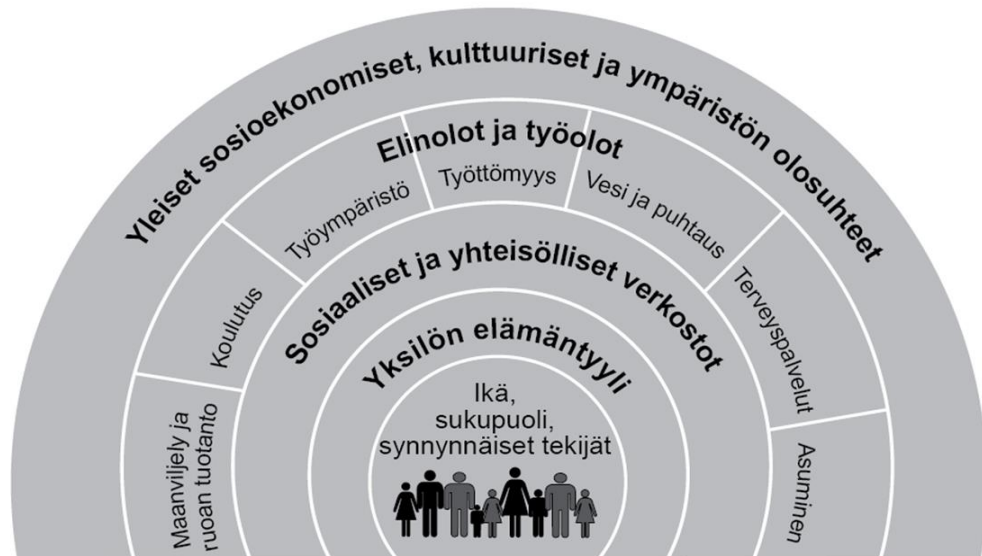 Yleiset sosioekonomiset, kulttuuriset ja ympäristön olosuhteet
Elinolot ja työolot
Maanviljely ja
ruoan tuotanto
Koulutus
Työympäristö
Työttömyys
Vesi ja puhtaus
Terveyspalvelut
Asuminen
Sosiaaliset ja yhteisölliset verkostot
Yksilön elämäntyyli
Ikä,
sukupuoli,
synnynnäiset tekijät